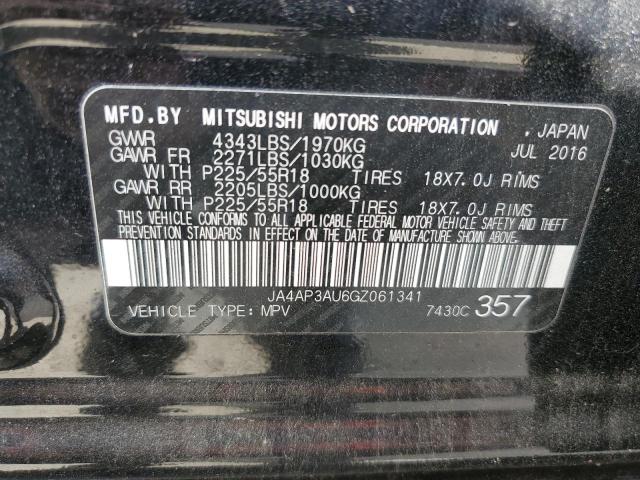 MFD.BY MITSUBISHI MOTORS CORPORATION , JAPAN
GVWR 4343LBS/1970KG JUL 2016
GAWR FR 2271LBS/1030KG
WITH P225/55R18 TIRES 18X7.0J RIMS
GAWR RR 2205LBS/1000KG
WITH P225/55R18 TIRES 18X7.0J RIMS
THIS VEHICLE CONFORMS TO ALL APPLICABLE FEDERAL MOTOR VEHICLE SAFETY AND THEFT
PREVENTION STANDARDS IN EFFECT ON THE DATE OF MANUFACTURE SHOWN ABOVE.
JA4AP3AU6GZ061341
VEHICLE TYPE: MPV 7430C 357